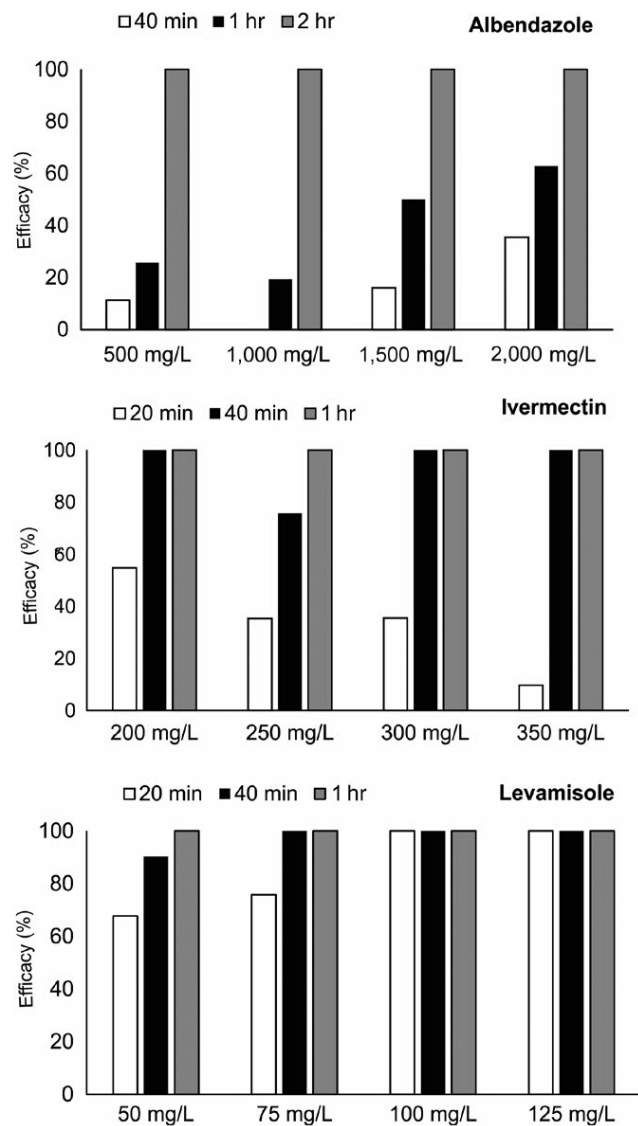 40 min 1 hr 2 hr
Albendazole
Efficacy (%)
100
80
60
40
20
0
500 mg/L 1,000 mg/L 1,500 mg/L 2,000 mg/L
Ivermectin
20 min 40 min 1 hr
Efficacy (%)
100
80
60
40
20
0
200 mg/L 250 mg/L 300 mg/L 350 mg/L
20 min 40 min 1 hr
Levamisole
Efficacy (%)
100
80
60
40
20
0
50 mg/L 75 mg/L 100 mg/L 125 mg/L